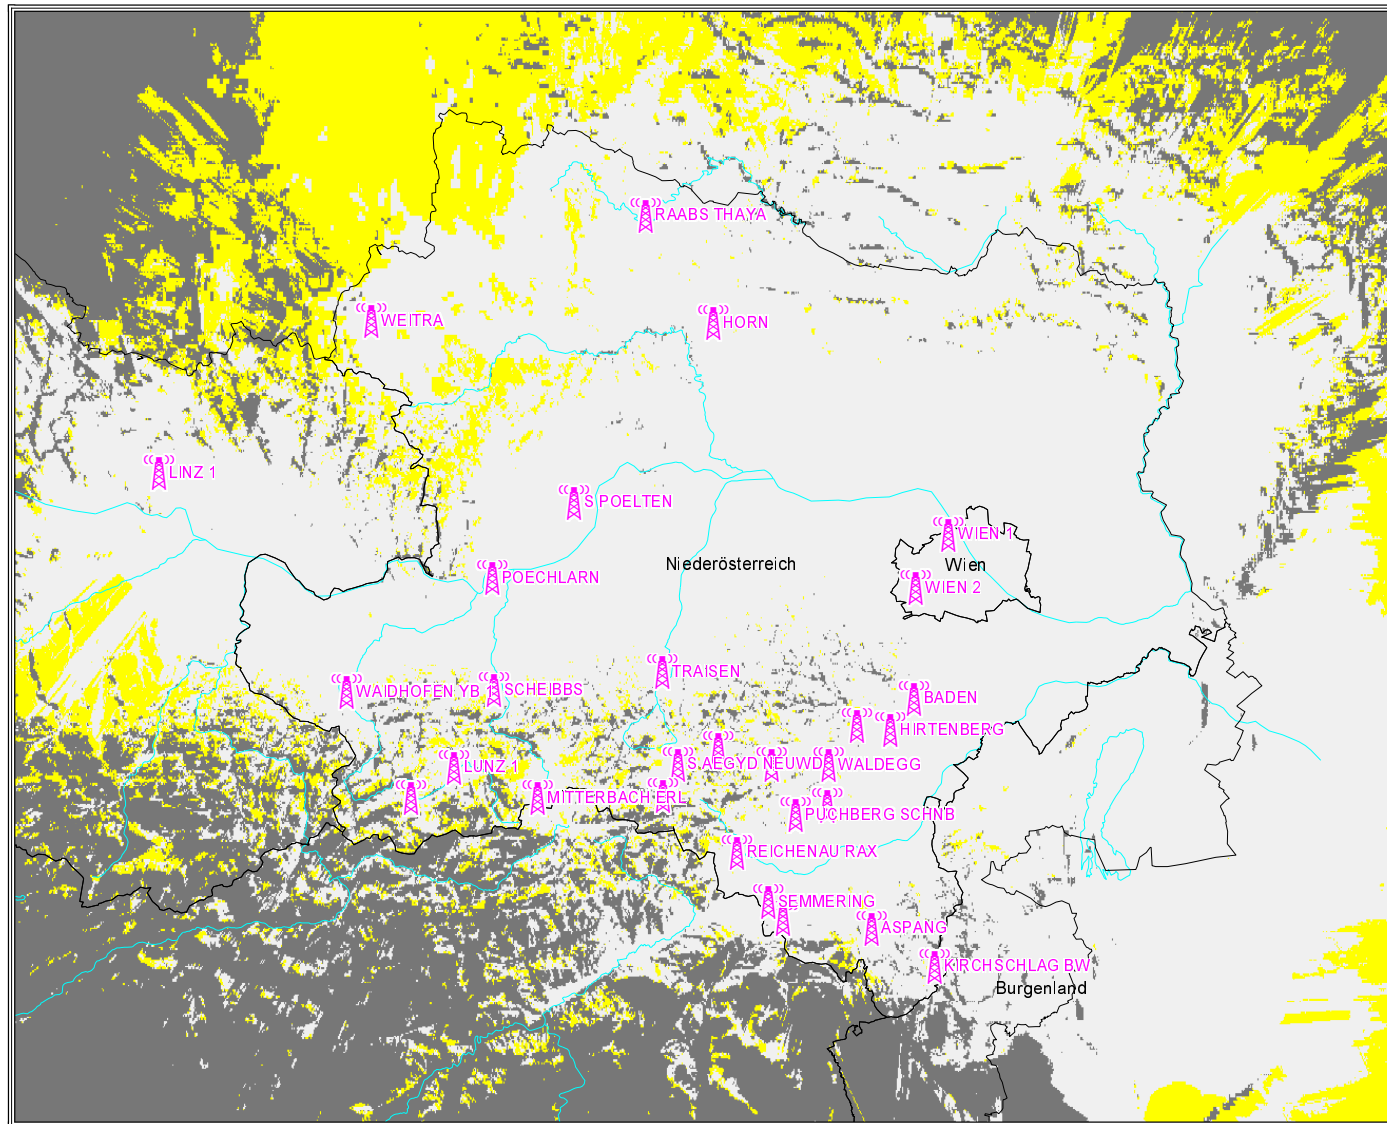 RAABS THAYA
WEITRA
HORN
LINZ 1
S.POELTEN
WIEN 1
Niederösterreich
Wien
POECHLARN
WIEN 2
TRAISEN
WAIDHOFEN YB 1
SCHEIBBS
BADEN
HIRTENBERG
S.AEGYD NEUWD
WALDEGG
LUNZ 1
MITTERBACH ERL
PUCHBERG SCHNB
REICHENAU RAX
SEMMERING
ASPANG
KIRCHSCHLAG BW
Burgenland